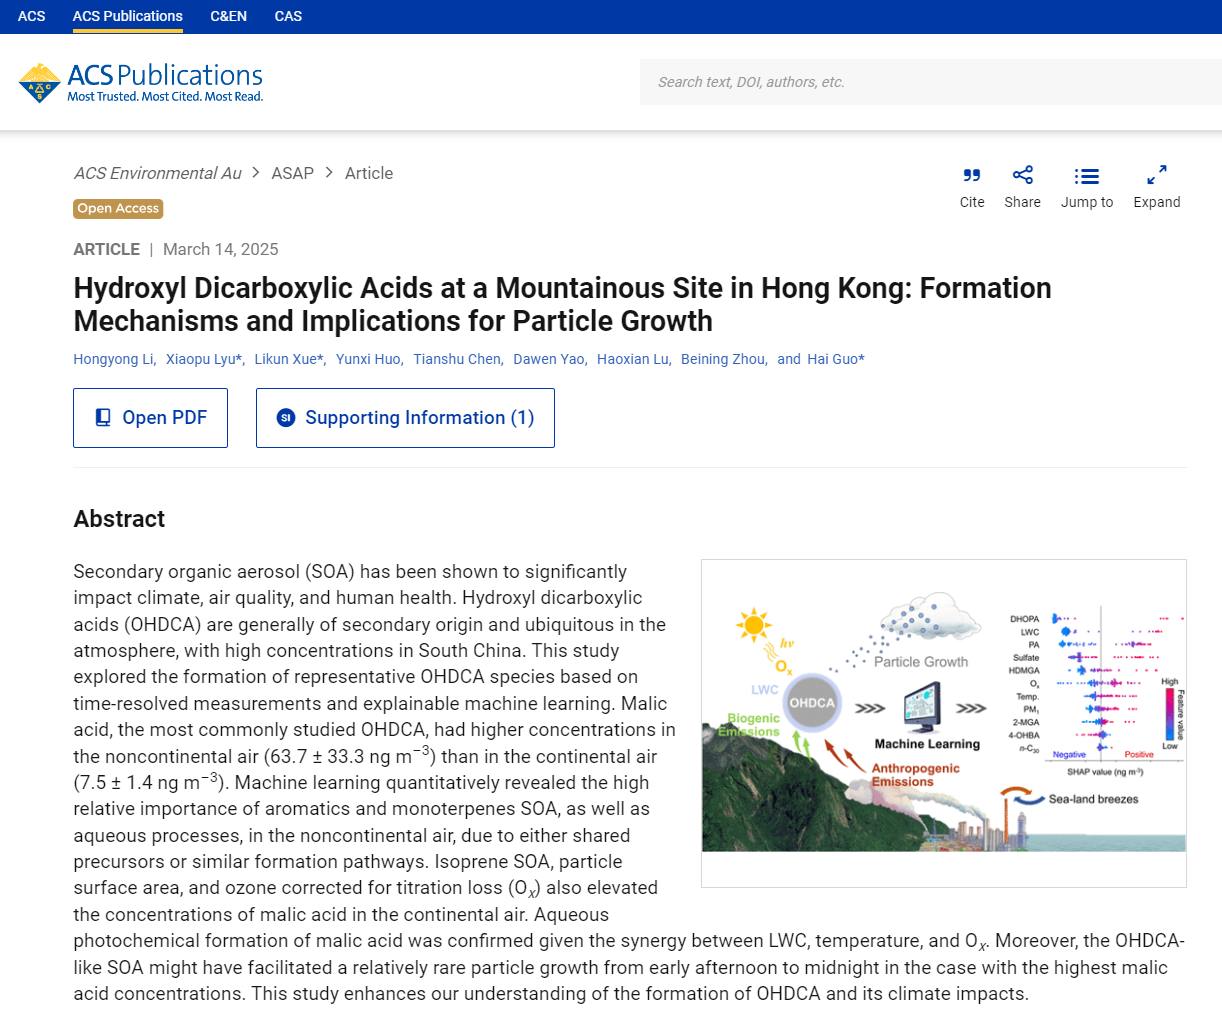 ACS ACS Publications C&EN CAS
ACS Publications
Most Trusted. Most Cited. Most Read.
Search text, DOI, authors, etc.
ACS Environmental Au > ASAP > Article
Cite Share Jump to Expand
Open Access
ARTICLE | March 14, 2025
Hydroxyl Dicarboxylic Acids at a Mountainous Site in Hong Kong: Formation
Mechanisms and Implications for Particle Growth
Hongyong Li, Xiaopu Lyu*, Likun Xue*, Yunxi Huo, Tianshu Chen, Dawen Yao, Haoxian Lu, Beining Zhou, and Hai Guo*
Open PDF
SI Supporting Information (1)
Abstract
Secondary organic aerosol (SOA) has been shown to significantly
impact climate, air quality, and human health. Hydroxyl dicarboxylic
acids (OHDCA) are generally of secondary origin and ubiquitous in the
atmosphere, with high concentrations in South China. This study
explored the formation of representative OHDCA species based on
time-resolved measurements and explainable machine learning. Malic
acid, the most commonly studied OHDCA, had higher concentrations in
the noncontinental air (63.7 ± 33.3 ng m⁻³) than in the continental air
(7.5 ± 1.4 ng m⁻³). Machine learning quantitatively revealed the high
relative importance of aromatics and monoterpenes SOA, as well as
aqueous processes, in the noncontinental air, due to either shared
precursors or similar formation pathways. Isoprene SOA, particle
surface area, and ozone corrected for titration loss (Oₓ) also elevated
the concentrations of malic acid in the continental air. Aqueous
photochemical formation of malic acid was confirmed given the synergy between LWC, temperature, and Oₓ. Moreover, the OHDCA-
like SOA might have facilitated a relatively rare particle growth from early afternoon to midnight in the case with the highest malic
acid concentrations. This study enhances our understanding of the formation of OHDCA and its climate impacts.
hv
Oₓ
Particle Growth
LWC
OHDCA
Biogenic
Emissions
Machine Learning
Anthropogenic
Emissions
DHOPA
LWC
PA
Sulfate
HDMGA
Oₓ
Temp.
PM₁
2-MGA
4-OHBA
n-C₃₀
Negative Positive
SHAP value (ng m⁻³)
High
Feature value
Low
Sea-land breezes